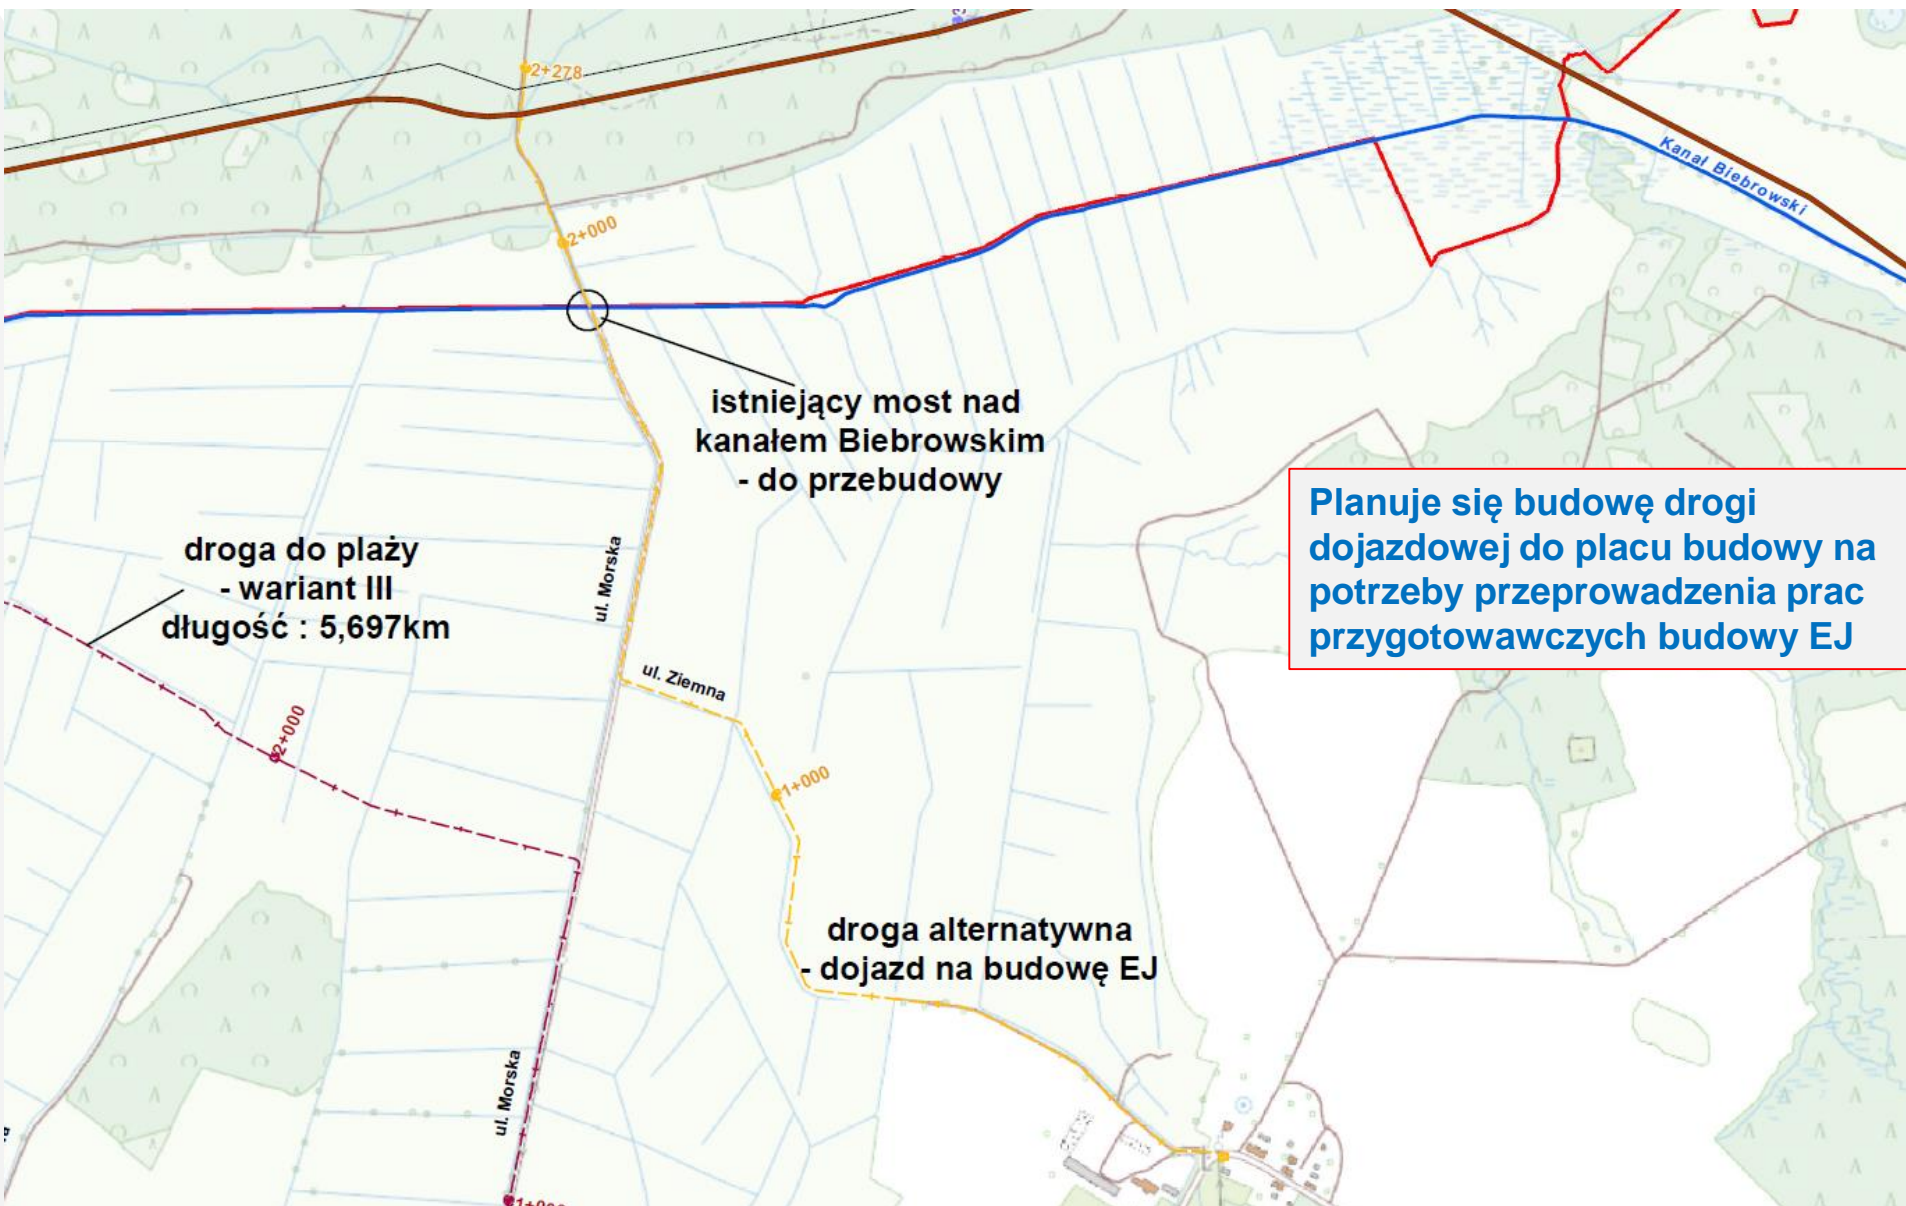 2+278
Kanał Biebrowski
2+000
istniejący most nad
kanałem Biebrowskim
- do przebudowy
Planuje się budowę drogi
dojazdowej do placu budowy na
potrzeby przeprowadzenia prac
przygotowawczych budowy EJ
droga do plaży
- wariant III
długość : 5,697km
ul. Morska
ul. Ziemna
2+000
1+000
droga alternatywna
- dojazd na budowę EJ
ul. Morska